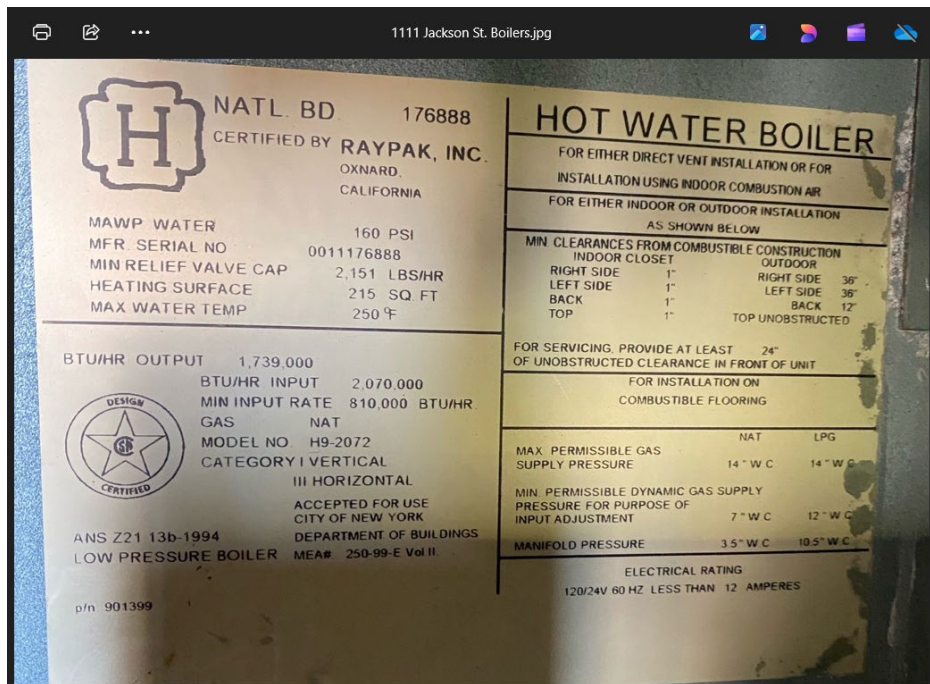 1111 Jackson St. Boilers.jpg
H
NATL. BD. 176888
CERTIFIED BY RAYPAK, INC.
OXNARD,
CALIFORNIA
MAWP WATER 160 PSI
MFR. SERIAL NO 0011176888
MIN RELIEF VALVE CAP 2,151 LBS/HR
HEATING SURFACE 215 SQ. FT
MAX WATER TEMP 250 °F
BTU/HR OUTPUT 1,739,000
BTU/HR INPUT 2,070,000
MIN INPUT RATE 810,000 BTU/HR.
GAS NAT
MODEL NO. H9-2072
CATEGORY I VERTICAL
III HORIZONTAL
DESIGN
CERTIFIED
ACCEPTED FOR USE
CITY OF NEW YORK
DEPARTMENT OF BUILDINGS
MEA#: 250-99-E Vol II.
ANS Z21 13b-1994
LOW PRESSURE BOILER
p/n 901399
HOT WATER BOILER
FOR EITHER DIRECT VENT INSTALLATION OR FOR
INSTALLATION USING INDOOR COMBUSTION AIR
FOR EITHER INDOOR OR OUTDOOR INSTALLATION
AS SHOWN BELOW
MIN CLEARANCES FROM COMBUSTIBLE CONSTRUCTION
INDOOR CLOSET OUTDOOR
RIGHT SIDE 1" RIGHT SIDE 36"
LEFT SIDE 1" LEFT SIDE 36"
BACK 1" BACK 12"
TOP 1" TOP UNOBSTRUCTED
FOR SERVICING, PROVIDE AT LEAST 24"
OF UNOBSTRUCTED CLEARANCE IN FRONT OF UNIT
FOR INSTALLATION ON
COMBUSTIBLE FLOORING
NAT LPG
MAX PERMISSIBLE GAS
SUPPLY PRESSURE 14 " W C 14 " W C
MIN. PERMISSIBLE DYNAMIC GAS SUPPLY
PRESSURE FOR PURPOSE OF
INPUT ADJUSTMENT 7 " W C 12 " W C
MANIFOLD PRESSURE 3.5" W C 10.5" W C
ELECTRICAL RATING
120/24V 60 HZ LESS THAN 12 AMPERES